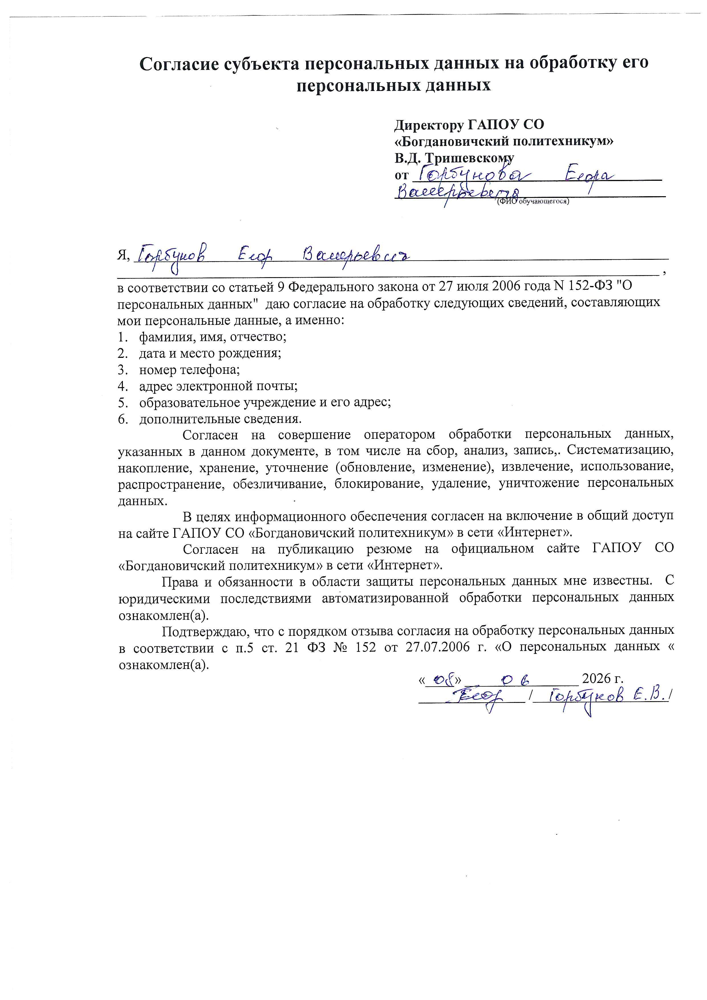 Согласие субъекта персональных данных на обработку его
персональных данных
Директору ГАПОУ СО
«Богдановичский политехникум»
В.Д. Тришевскому
от Горбунова Егора
Валерьевича
(ФИО обучающегося)
Я, Горбунов Егор Валерьевич
,
в соответствии со статьей 9 Федерального закона от 27 июля 2006 года N 152-ФЗ "О
персональных данных" даю согласие на обработку следующих сведений, составляющих
мои персональные данные, а именно:
1. фамилия, имя, отчество;
2. дата и место рождения;
3. номер телефона;
4. адрес электронной почты;
5. образовательное учреждение и его адрес;
6. дополнительные сведения.
Согласен на совершение оператором обработки персональных данных,
указанных в данном документе, в том числе на сбор, анализ, запись,. Систематизацию,
накопление, хранение, уточнение (обновление, изменение), извлечение, использование,
распространение, обезличивание, блокирование, удаление, уничтожение персональных
данных.
В целях информационного обеспечения согласен на включение в общий доступ
на сайте ГАПОУ СО «Богдановичский политехникум» в сети «Интернет».
Согласен на публикацию резюме на официальном сайте ГАПОУ СО
«Богдановичский политехникум» в сети «Интернет».
Права и обязанности в области защиты персональных данных мне известны. С
юридическими последствиями автоматизированной обработки персональных данных
ознакомлен(а).
Подтверждаю, что с порядком отзыва согласия на обработку персональных данных
в соответствии с п.5 ст. 21 ФЗ № 152 от 27.07.2006 г. «О персональных данных «
ознакомлен(а).
«08» 06 2026 г.
Егор / Горбунов Е.В. /